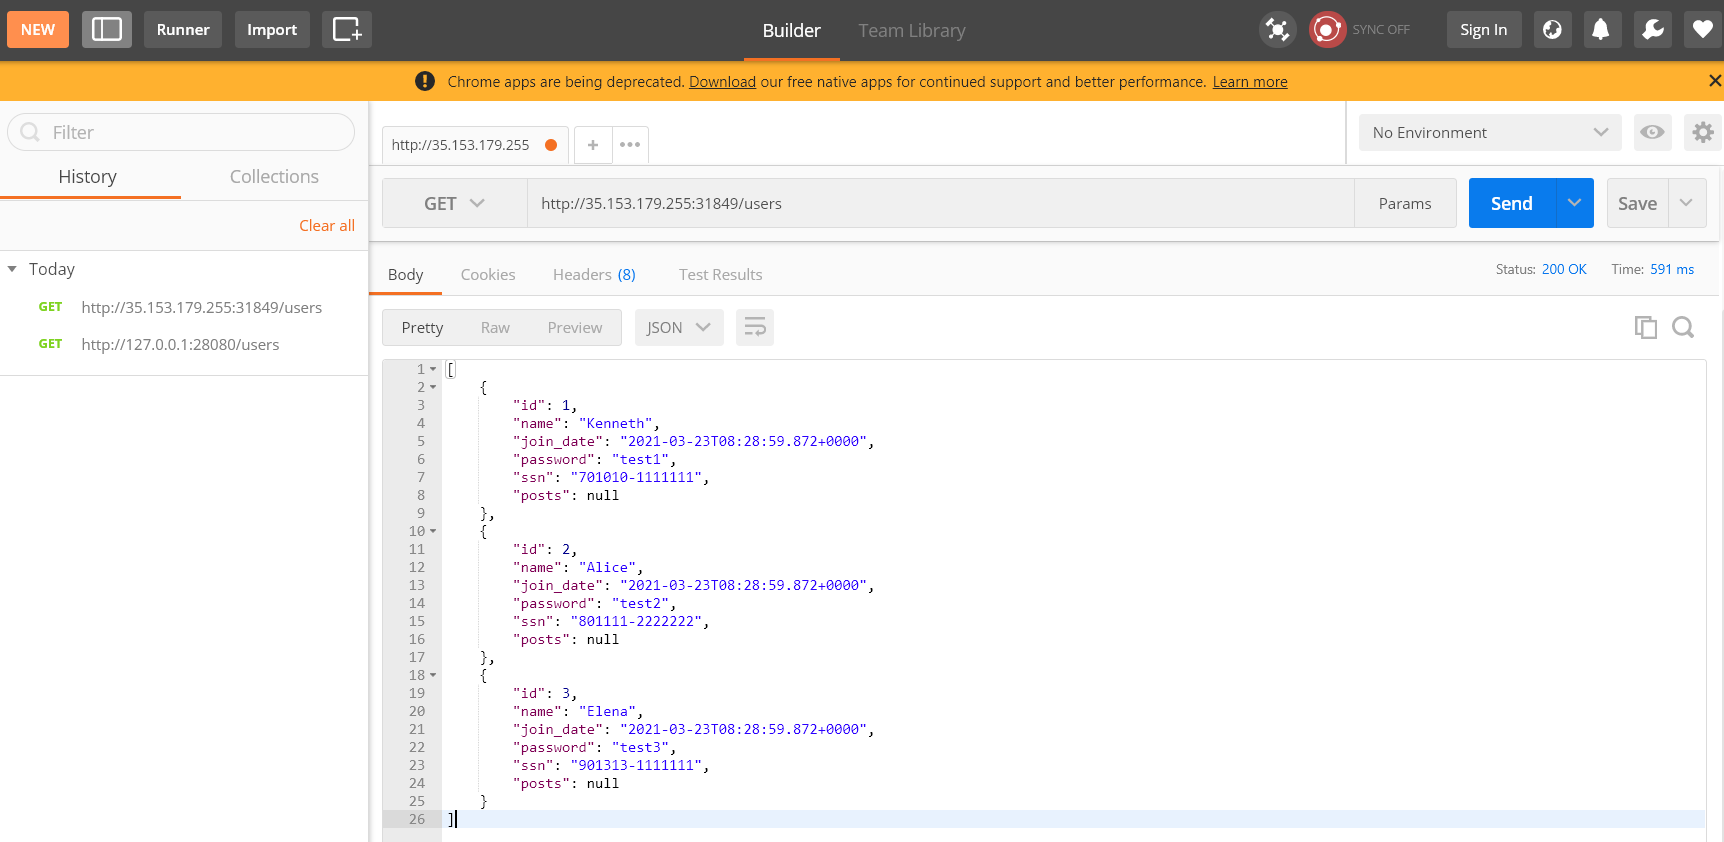 NEW Runner Import Builder Team Library SYNC OFF Sign In
Chrome apps are being deprecated. Download our free native apps for continued support and better performance. Learn more
Filter
History Collections
Clear all
Today
GET http://35.153.179.255:31849/users
GET http://127.0.0.1:28080/users
http://35.153.179.255 + •••
No Environment
GET http://35.153.179.255:31849/users Params Send Save
Body Cookies Headers (8) Test Results Status: 200 OK Time: 591 ms
Pretty Raw Preview JSON
1 [
2 {
3 "id": 1,
4 "name": "Kenneth",
5 "join_date": "2021-03-23T08:28:59.872+0000",
6 "password": "test1",
7 "ssn": "701010-1111111",
8 "posts": null
9 },
10 {
11 "id": 2,
12 "name": "Alice",
13 "join_date": "2021-03-23T08:28:59.872+0000",
14 "password": "test2",
15 "ssn": "801111-2222222",
16 "posts": null
17 },
18 {
19 "id": 3,
20 "name": "Elena",
21 "join_date": "2021-03-23T08:28:59.872+0000",
22 "password": "test3",
23 "ssn": "901313-1111111",
24 "posts": null
25 }
26 ]